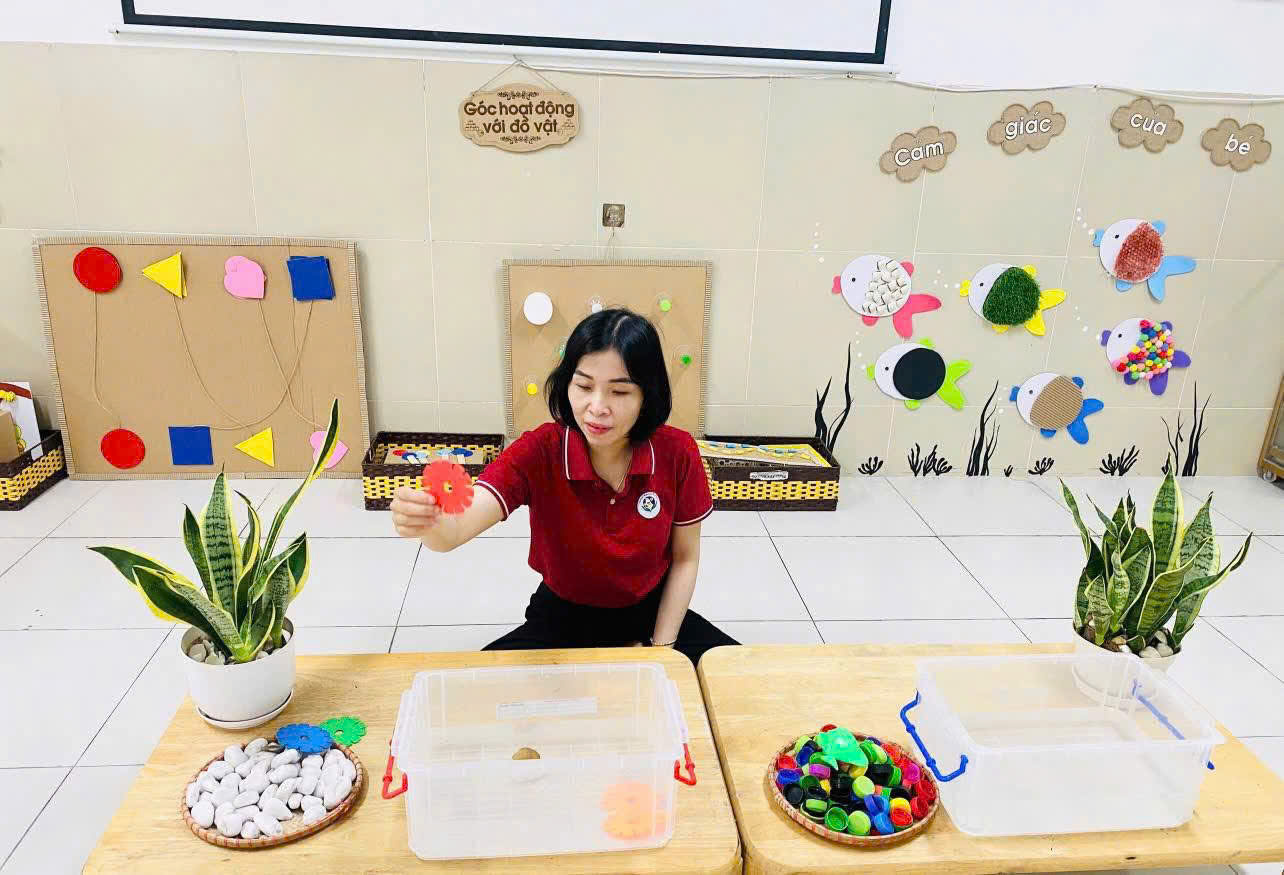 Góc hoạt động
với đồ vật
Cảm
giác
của
bé